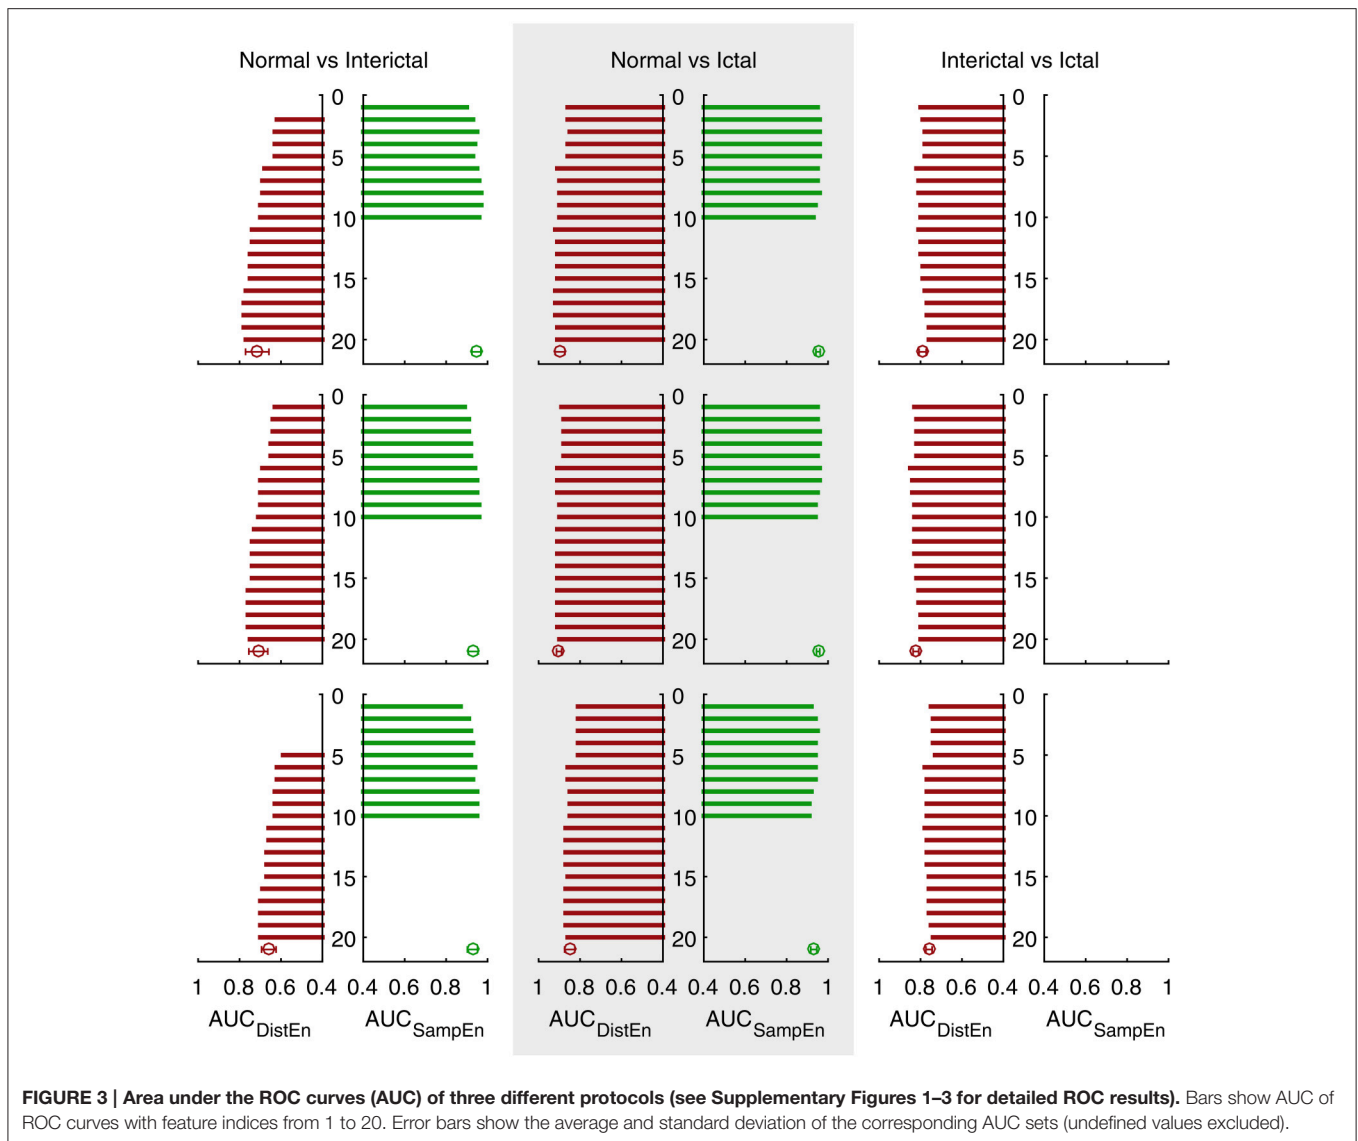 Normal vs Interictal
Normal vs Ictal
Interictal vs Ictal
0 0 0
5 5 5
10 10 10
15 15 15
20 20 20
0 0 0
5 5 5
10 10 10
15 15 15
20 20 20
0 0 0
5 5 5
10 10 10
15 15 15
20 20 20
1 0.8 0.6 0.4 0.4 0.6 0.8 1 1 0.8 0.6 0.4 0.4 0.6 0.8 1 1 0.8 0.6 0.4 0.4 0.6 0.8 1
AUCDistEn AUCSampEn AUCDistEn AUCSampEn AUCDistEn AUCSampEn
FIGURE 3 | Area under the ROC curves (AUC) of three different protocols (see Supplementary Figures 1–3 for detailed ROC results). Bars show AUC of
ROC curves with feature indices from 1 to 20. Error bars show the average and standard deviation of the corresponding AUC sets (undefined values excluded).